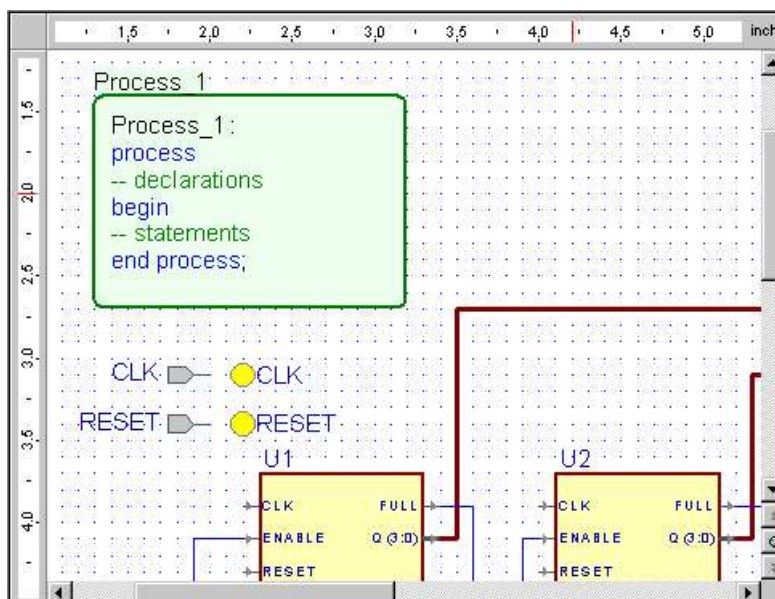 1,5 2,0 2,5 3,0 3,5 4,0 4,5 5,0 inch
1,5
2,0
2,5
3,0
3,5
4,0
Process_1
Process_1:
process
-- declarations
begin
-- statements
end process;
CLK CLK
RESET RESET
U1 U2
CLK FULL CLK FULL
ENABLE Q (3:0) ENABLE Q (3:0)
RESET RESET